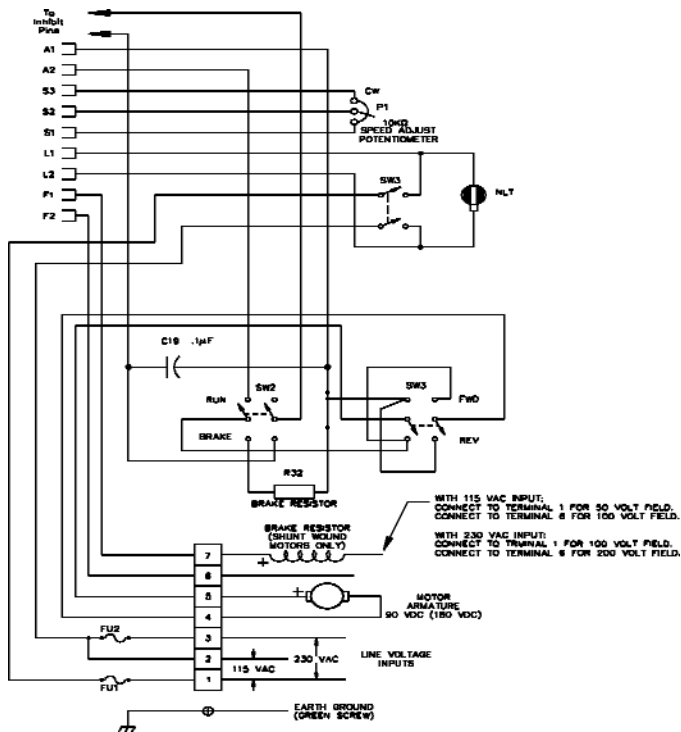 To
Inhibit
Pins
A1
A2
S3
S2
S1
L1
L2
F1
F2
CW
P1
10KΩ
SPEED ADJUST
POTENTIOMETER
SW3
NLT
C19 .1µF
RUN
SW2
BRAKE
SW3
FWD
REV
R32
BRAKE RESISTOR
BRAKE RESISTOR
(SHUNT WOUND
MOTORS ONLY)
+
WITH 115 VAC INPUT:
CONNECT TO TERMINAL 1 FOR 50 VOLT FIELD.
CONNECT TO TERMINAL 6 FOR 100 VOLT FIELD.
WITH 230 VAC INPUT:
CONNECT TO TRMINAL 1 FOR 100 VOLT FIELD.
CONNECT TO TERMINAL 6 FOR 200 VOLT FIELD.
7
6
5
4
3
2
1
+
MOTOR
ARMATURE
90 VDC (180 VDC)
FU2
FU1
115 VAC
230 VAC
LINE VOLTAGE
INPUTS
EARTH GROUND
(GREEN SCREW)